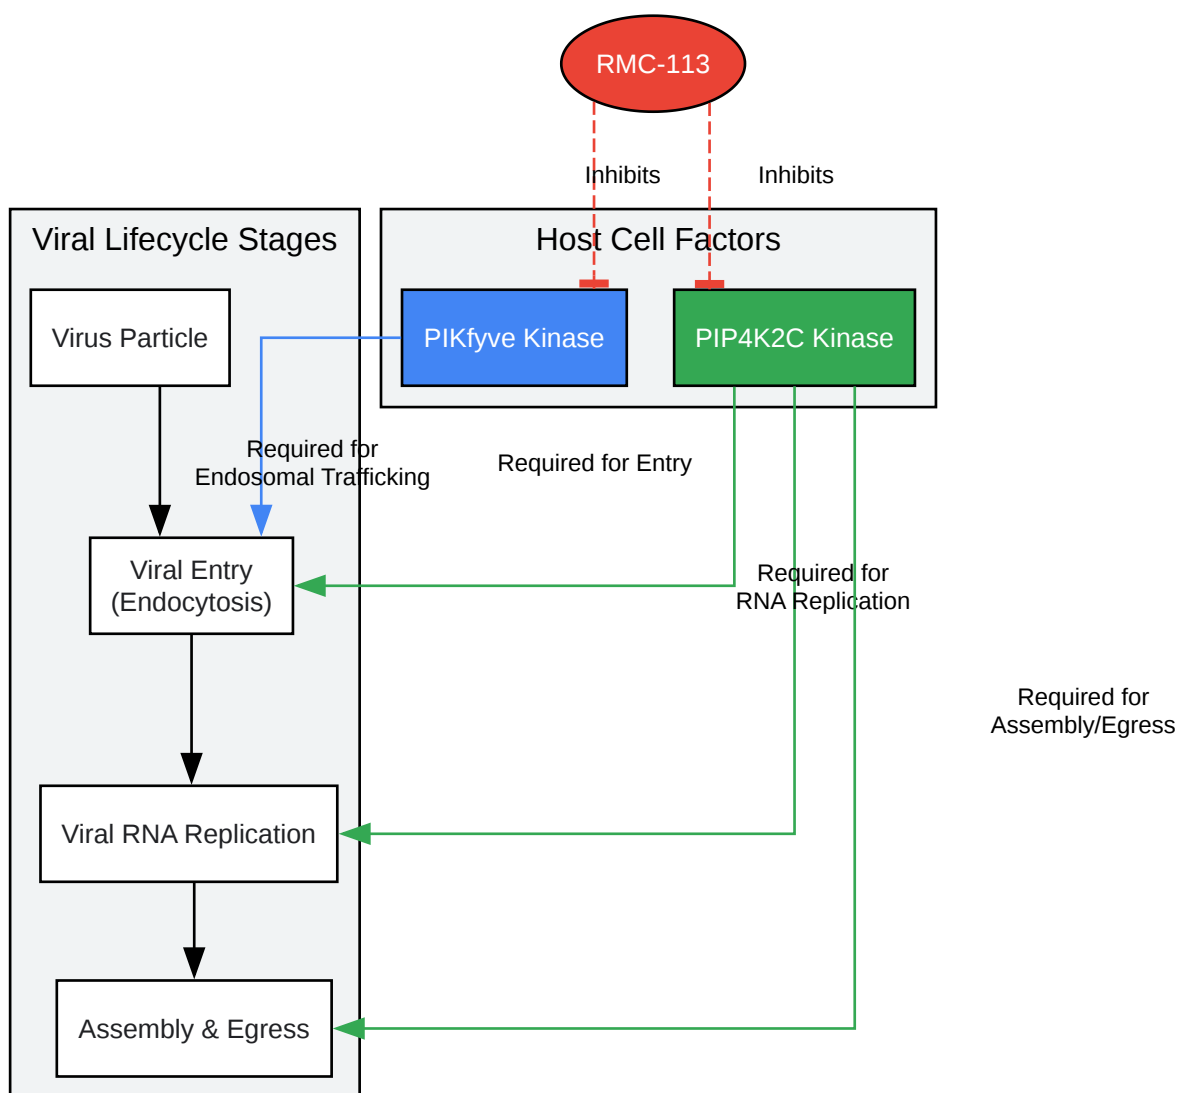 RMC-113
Inhibits
Inhibits
Viral Lifecycle Stages
Host Cell Factors
Virus Particle
PIKfyve Kinase
PIP4K2C Kinase
Required for
Endosomal Trafficking
Required for Entry
Viral Entry
(Endocytosis)
Required for
RNA Replication
Required for
Assembly/Egress
Viral RNA Replication
Assembly & Egress